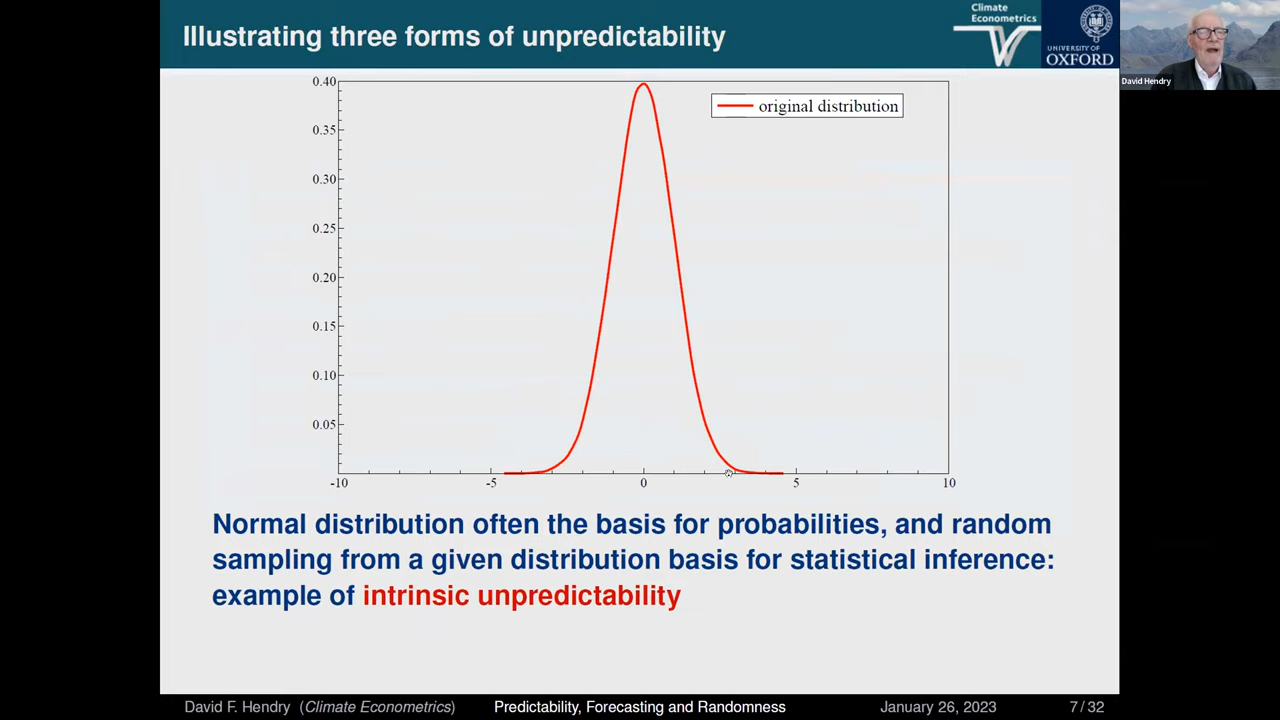 Illustrating three forms of unpredictability
Climate
Econometrics
UNIVERSITY OF
OXFORD
David Hendry
original distribution
0.40
0.35
0.30
0.25
0.20
0.15
0.10
0.05
-10 -5 0 5 10
Normal distribution often the basis for probabilities, and random
sampling from a given distribution basis for statistical inference:
example of intrinsic unpredictability
David F. Hendry (Climate Econometrics) Predictability, Forecasting and Randomness January 26, 2023 7 / 32